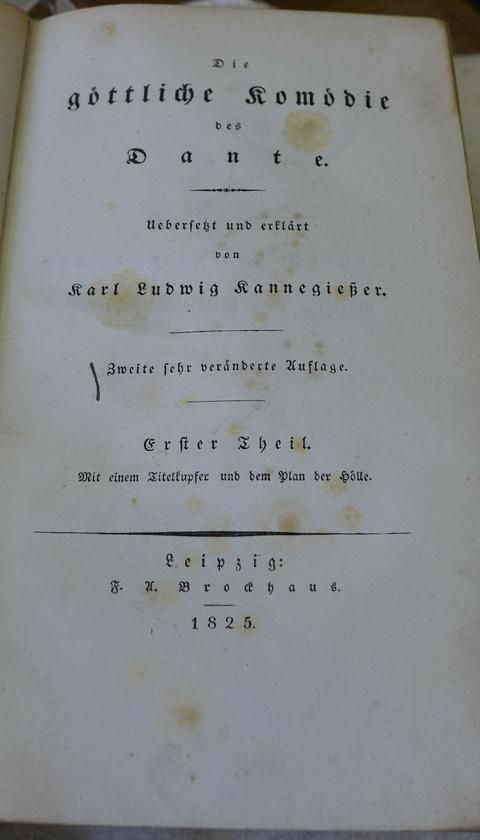 Die
göttliche Komödie
des
Dante.
Ueberſetzt und erklärt
von
Karl Ludwig Kannegießer.
Zweite ſehr veränderte Auflage.
Erſter Theil.
Mit einem Titelkupfer und dem Plan der Hölle.
Leipzig:
F. A. Brockhaus.
1825.